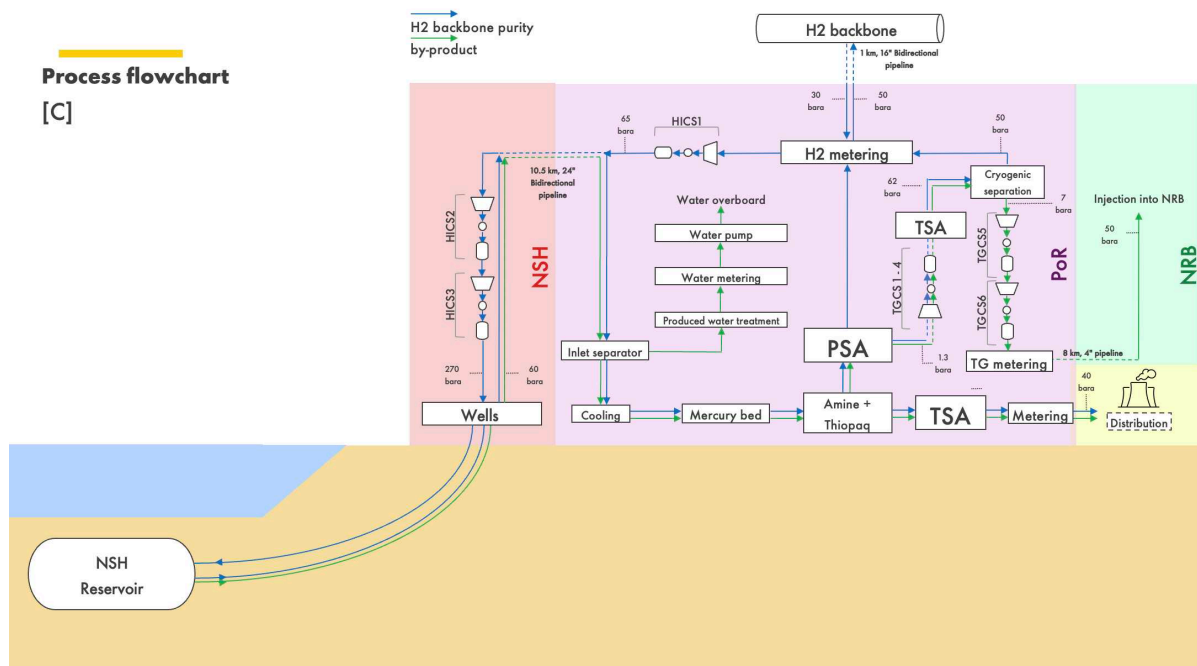 H2 backbone purity
by-product
Process flowchart
[C]
H2 backbone
1 km, 16" Bidirectional
pipeline
30
bara
50
bara
65
bara
HICS1
H2 metering
50
bara
10.5 km, 24"
Bidirectional
pipeline
HICS2
HICS3
NSH
270
bara
60
bara
Wells
Water overboard
Water pump
Water metering
Produced water treatment
Inlet separator
Cooling
Mercury bed
Amine +
Thiopaq
PSA
1.3
bara
TGCS 1 - 4
TSA
62
bara
Cryogenic
separation
7
bara
TGCS5
TGCS6
TG metering
PoR
8 km, 4" pipeline
Injection into NRB
50
bara
NRB
TSA
Metering
40
bara
Distribution
NSH
Reservoir